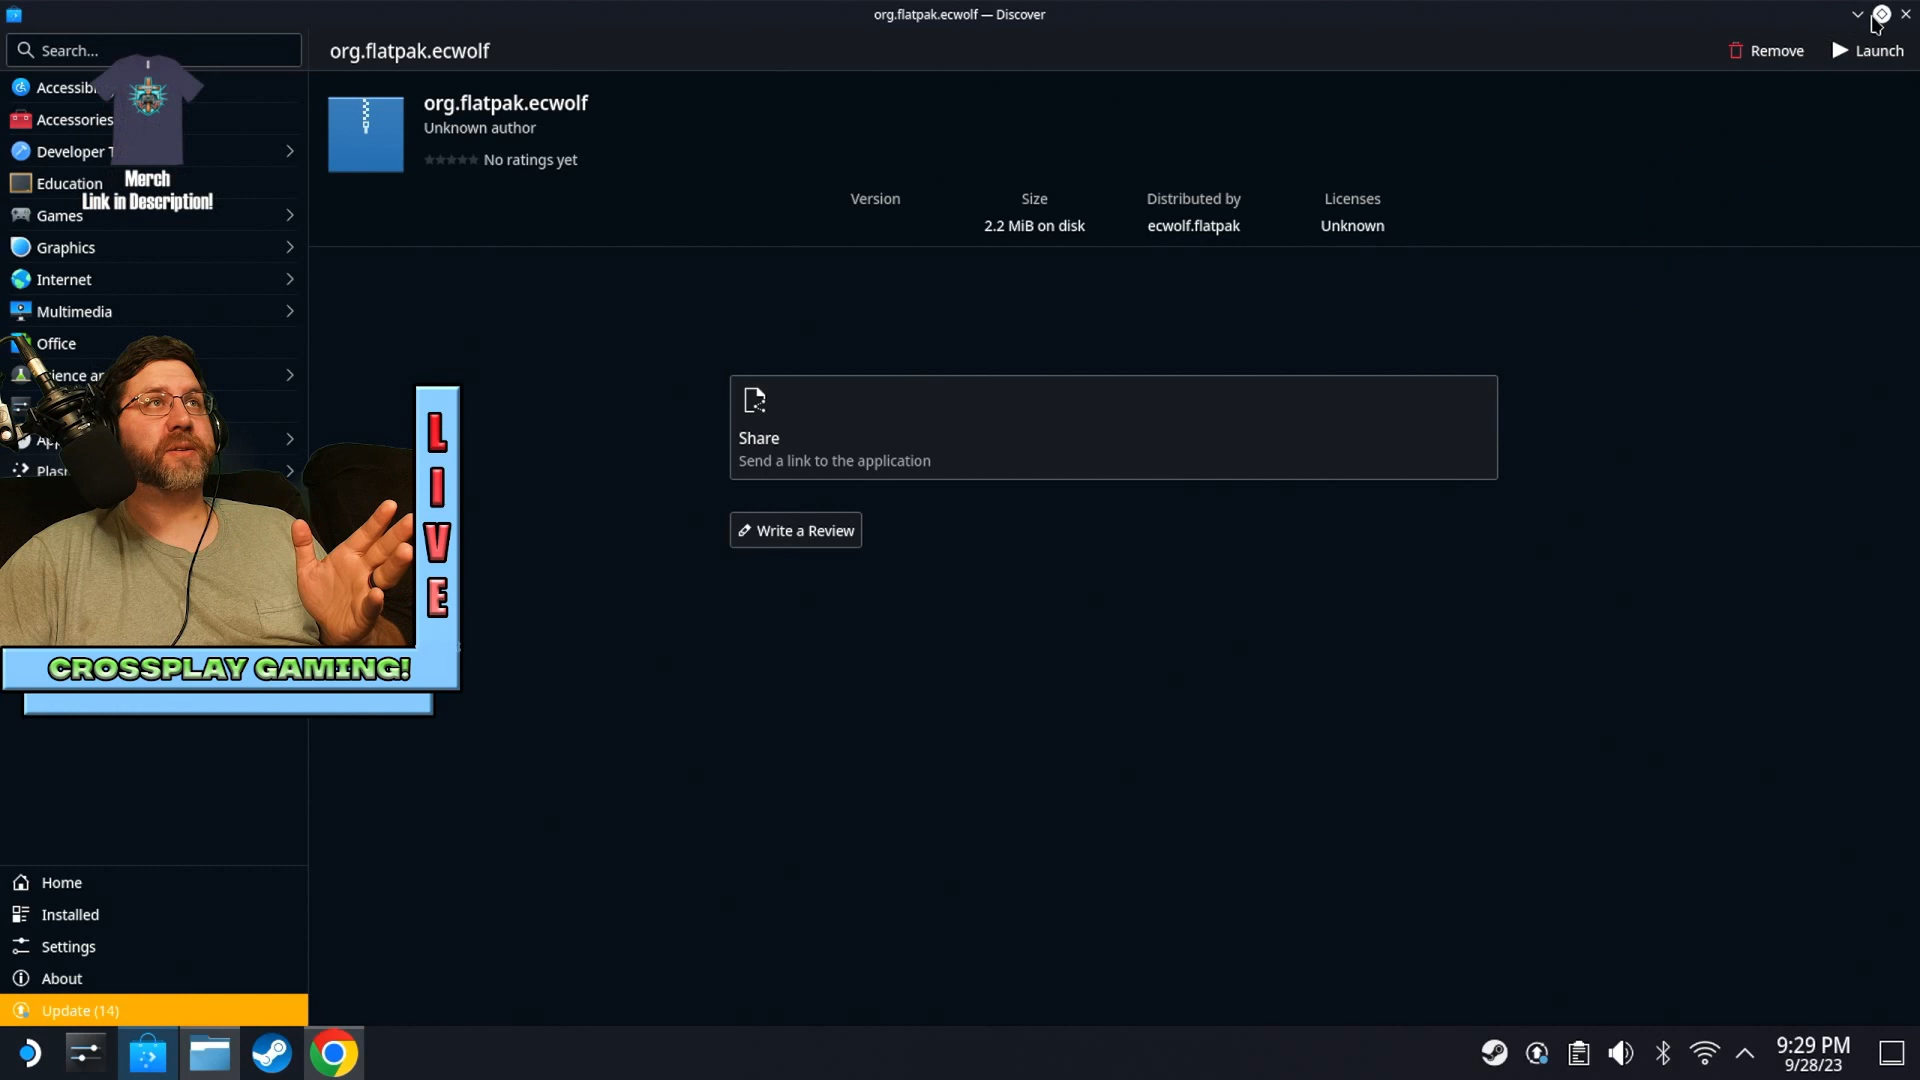 org.flatpak.ecwolf — Discover
Search...
org.flatpak.ecwolf
Remove
Launch
org.flatpak.ecwolf
Unknown author
No ratings yet
Version
Size
Distributed by
Licenses
2.2 MiB on disk
ecwolf.flatpak
Unknown
Accessories
Developer
Education
Games
Graphics
Internet
Multimedia
Office
Merch
Link in Description!
Share
Send a link to the application
Write a Review
LIVE
CROSSPLAY GAMING!
Home
Installed
Settings
About
Update (14)
9:29 PM
9/28/23